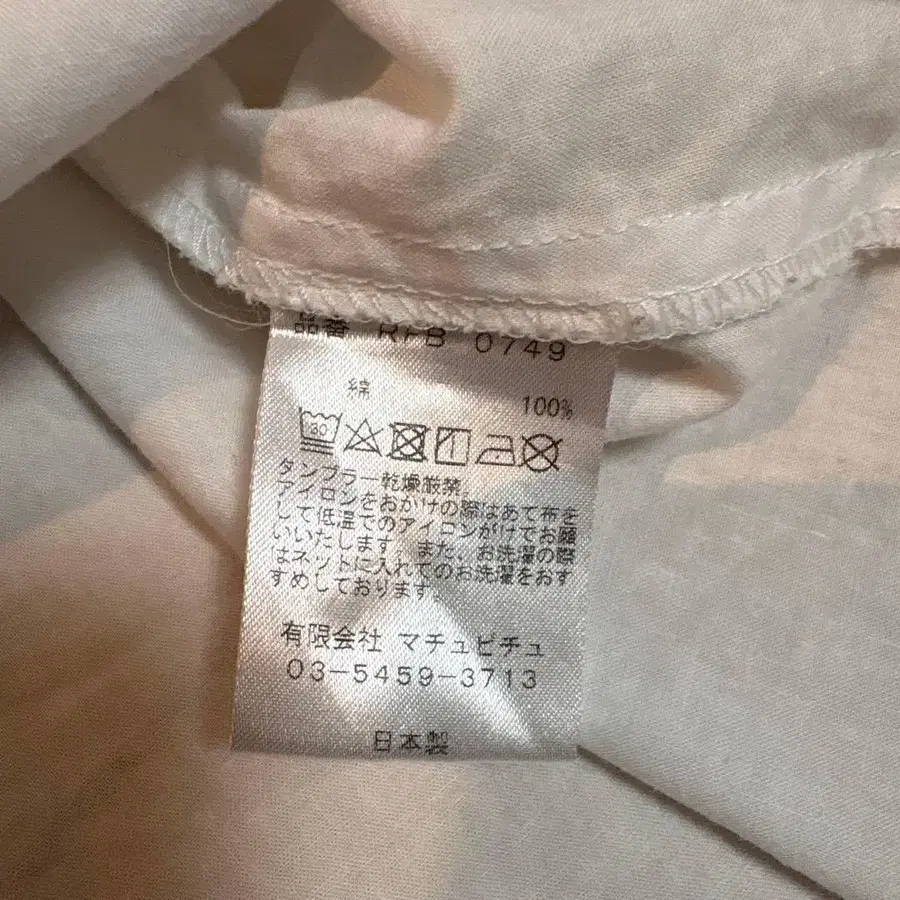 品番 RFB 0749
綿 100%
30
タンブラー乾燥厳禁。
アイロンをおかけの際はあて布を
して低温でのアイロンがけでお願
いいたします。また、お洗濯の際
はネットに入れてのお洗濯をおす
すめしております。
有限会社 マチュピチュ
03-5459-3713
日本製